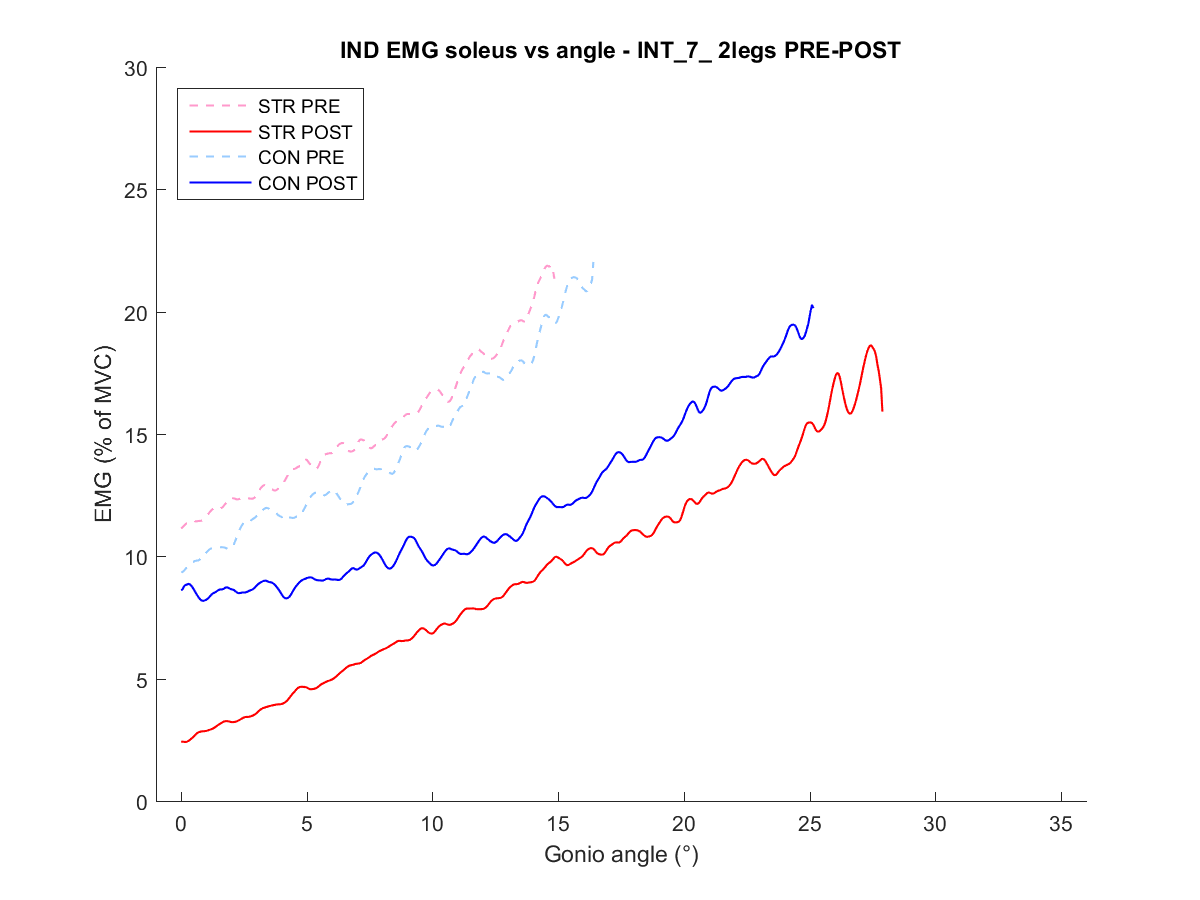 IND EMG soleus vs angle - INT_7_ 2legs PRE-POST
30
25
20
15
10
5
0
EMG (% of MVC)
STR PRE
STR POST
CON PRE
CON POST
0 5 10 15 20 25 30 35
Gonio angle (°)